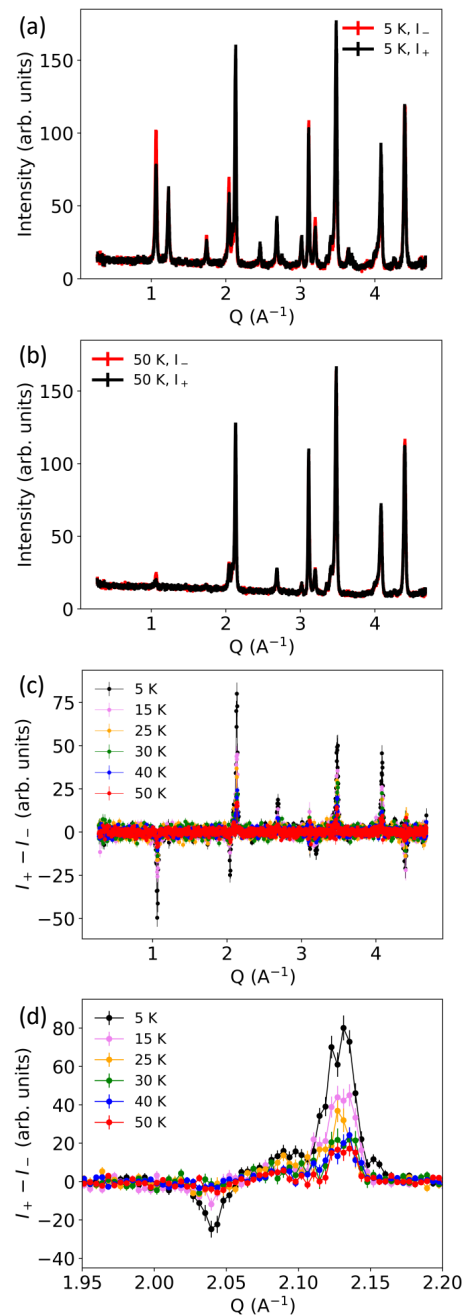 (a)
5 K, I₋
5 K, I₊
150
100
50
0
Intensity (arb. units)
1
2
3
4
Q (A⁻¹)
(b)
50 K, I₋
50 K, I₊
150
100
50
0
Intensity (arb. units)
1
2
3
4
Q (A⁻¹)
(c)
5 K
15 K
25 K
30 K
40 K
50 K
75
50
25
0
−25
−50
I₊ − I₋ (arb. units)
1
2
3
4
Q (A⁻¹)
(d)
5 K
15 K
25 K
30 K
40 K
50 K
80
60
40
20
0
−20
−40
I₊ − I₋ (arb. units)
1.95
2.00
2.05
2.10
2.15
2.20
Q (A⁻¹)